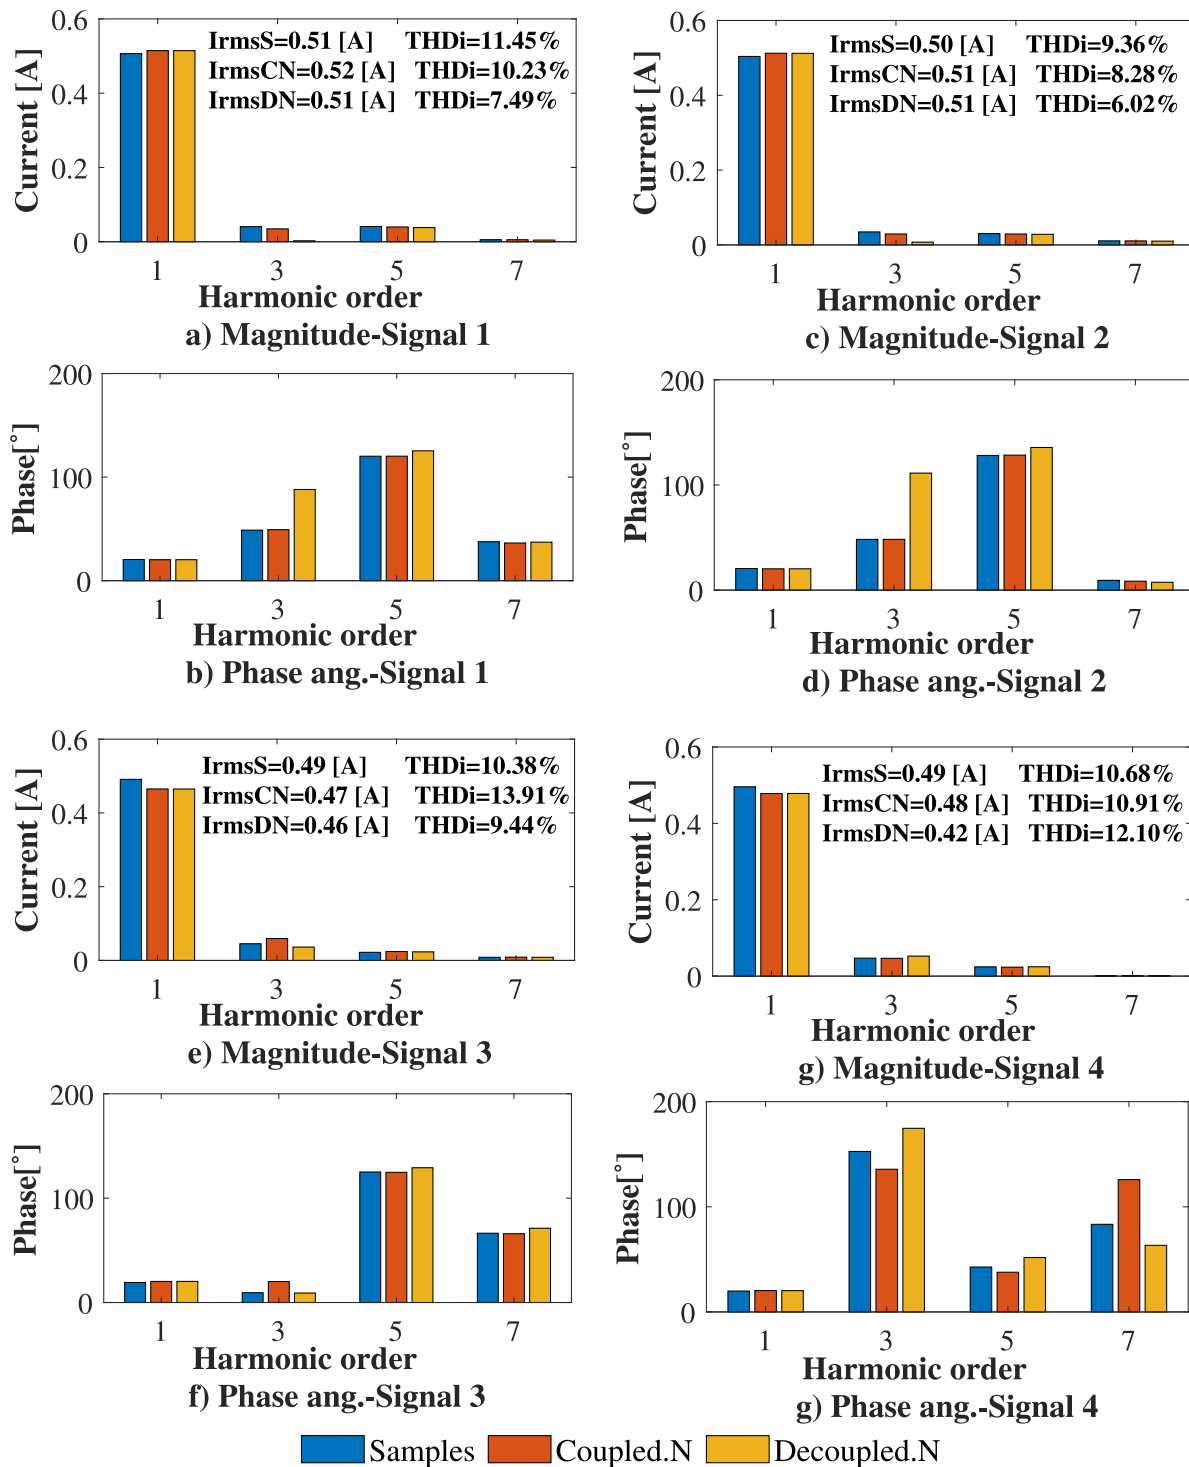 0.6
0.4
0.2
0
Current [A]
IrmsS=0.51 [A] THDi=11.45%
IrmsCN=0.52 [A] THDi=10.23%
IrmsDN=0.51 [A] THDi=7.49%
1 3 5 7
Harmonic order
a) Magnitude-Signal 1
0.6
0.4
0.2
0
Current [A]
IrmsS=0.50 [A] THDi=9.36%
IrmsCN=0.51 [A] THDi=8.28%
IrmsDN=0.51 [A] THDi=6.02%
1 3 5 7
Harmonic order
c) Magnitude-Signal 2
200
100
0
Phase[°]
1 3 5 7
Harmonic order
b) Phase ang.-Signal 1
200
100
0
Phase[°]
1 3 5 7
Harmonic order
d) Phase ang.-Signal 2
0.6
0.4
0.2
0
Current [A]
IrmsS=0.49 [A] THDi=10.38%
IrmsCN=0.47 [A] THDi=13.91%
IrmsDN=0.46 [A] THDi=9.44%
1 3 5 7
Harmonic order
e) Magnitude-Signal 3
0.6
0.4
0.2
0
Current [A]
IrmsS=0.49 [A] THDi=10.68%
IrmsCN=0.48 [A] THDi=10.91%
IrmsDN=0.42 [A] THDi=12.10%
1 3 5 7
Harmonic order
g) Magnitude-Signal 4
200
100
0
Phase[°]
1 3 5 7
Harmonic order
f) Phase ang.-Signal 3
200
100
0
Phase[°]
1 3 5 7
Harmonic order
g) Phase ang.-Signal 4
Samples Coupled.N Decoupled.N